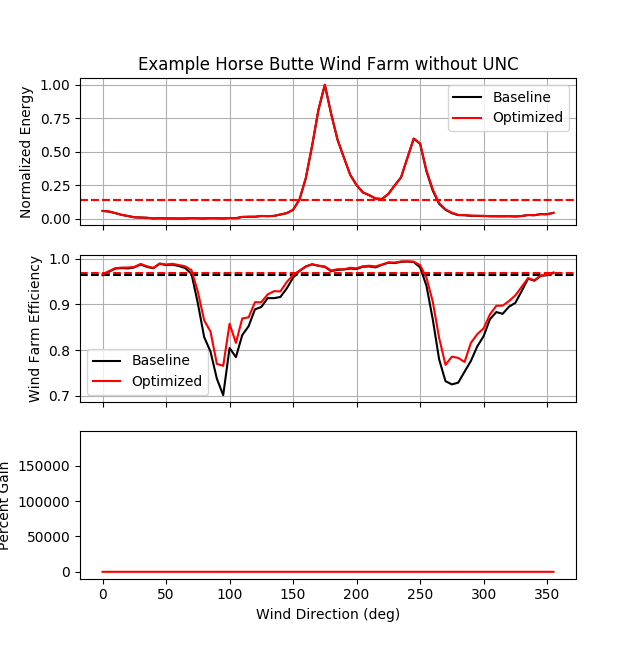 Example Horse Butte Wind Farm without UNC
Normalized Energy
1.00
0.75
0.50
0.25
0.00
Baseline
Optimized
Wind Farm Efficiency
1.0
0.9
0.8
0.7
Baseline
Optimized
Percent Gain
150000
100000
50000
0
0 50 100 150 200 250 300 350
Wind Direction (deg)